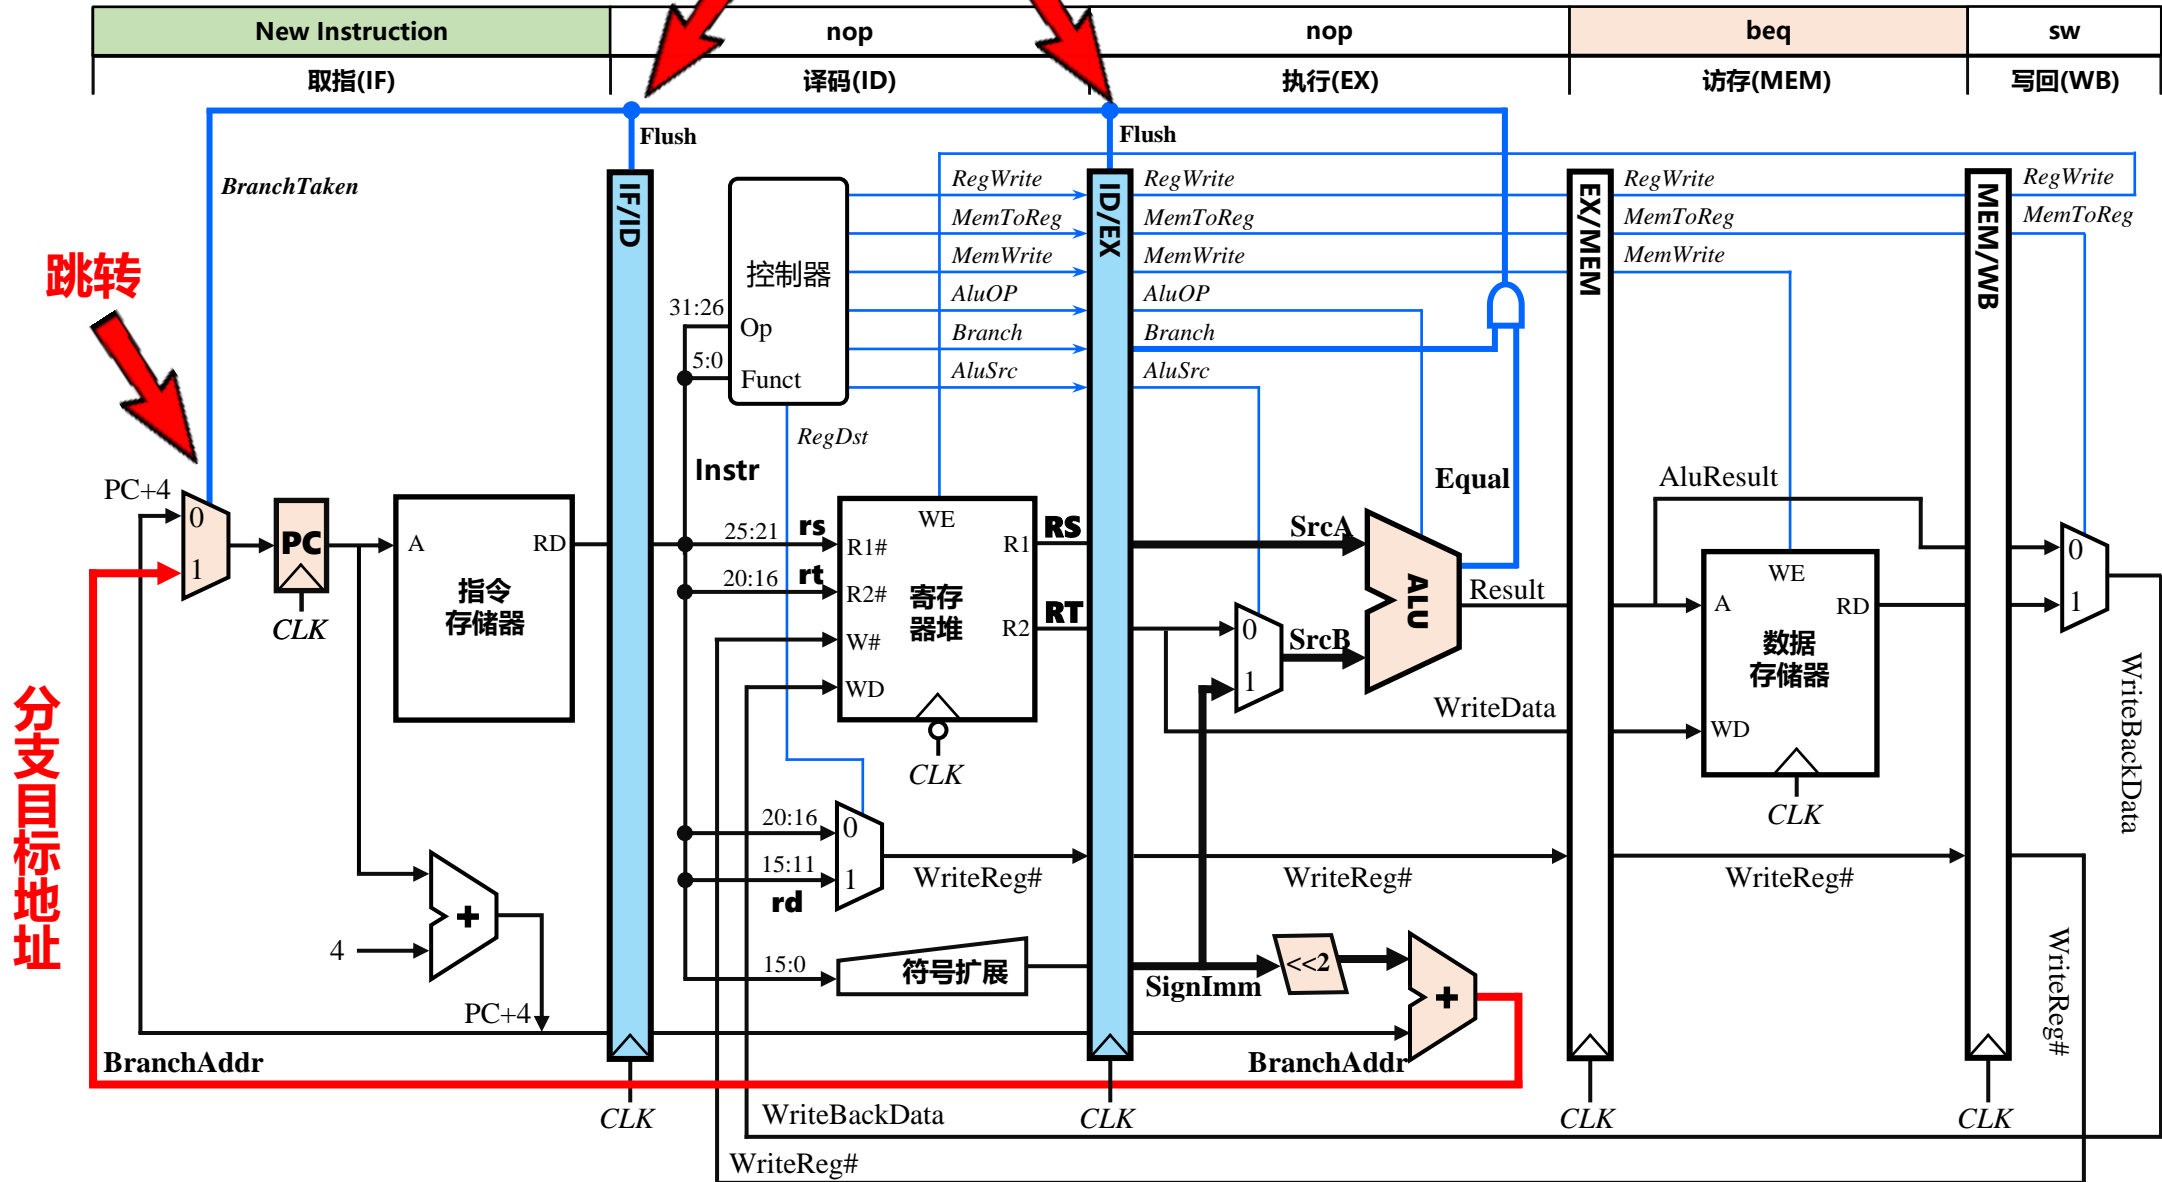 New Instruction
nop
nop
beq
sw
取指(IF)
译码(ID)
执行(EX)
访存(MEM)
写回(WB)
Flush
Flush
BranchTaken
跳转
IF/ID
ID/EX
EX/MEM
MEM/WB
RegWrite
RegWrite
RegWrite
RegWrite
MemToReg
MemToReg
MemToReg
MemToReg
MemWrite
MemWrite
MemWrite
AluOP
AluOP
Branch
Branch
AluSrc
AluSrc
控制器
31:26
Op
5:0
Funct
RegDst
Instr
Equal
PC+4
0
1
PC
CLK
A
RD
指令
存储器
25:21
rs
20:16
rt
R1#
R2#
W#
WD
WE
R1
R2
寄存
器堆
CLK
RS
RT
0
1
SrcA
SrcB
ALU
Result
WriteData
AluResult
WE
A
RD
数据
存储器
WD
CLK
0
1
WriteBackData
分支目标地址
4
+
PC+4
20:16
15:11
rd
0
1
WriteReg#
WriteReg#
WriteReg#
WriteReg#
15:0
符号扩展
SignImm
<<2
+
BranchAddr
BranchAddr
CLK
CLK
CLK
CLK
WriteBackData
WriteReg#